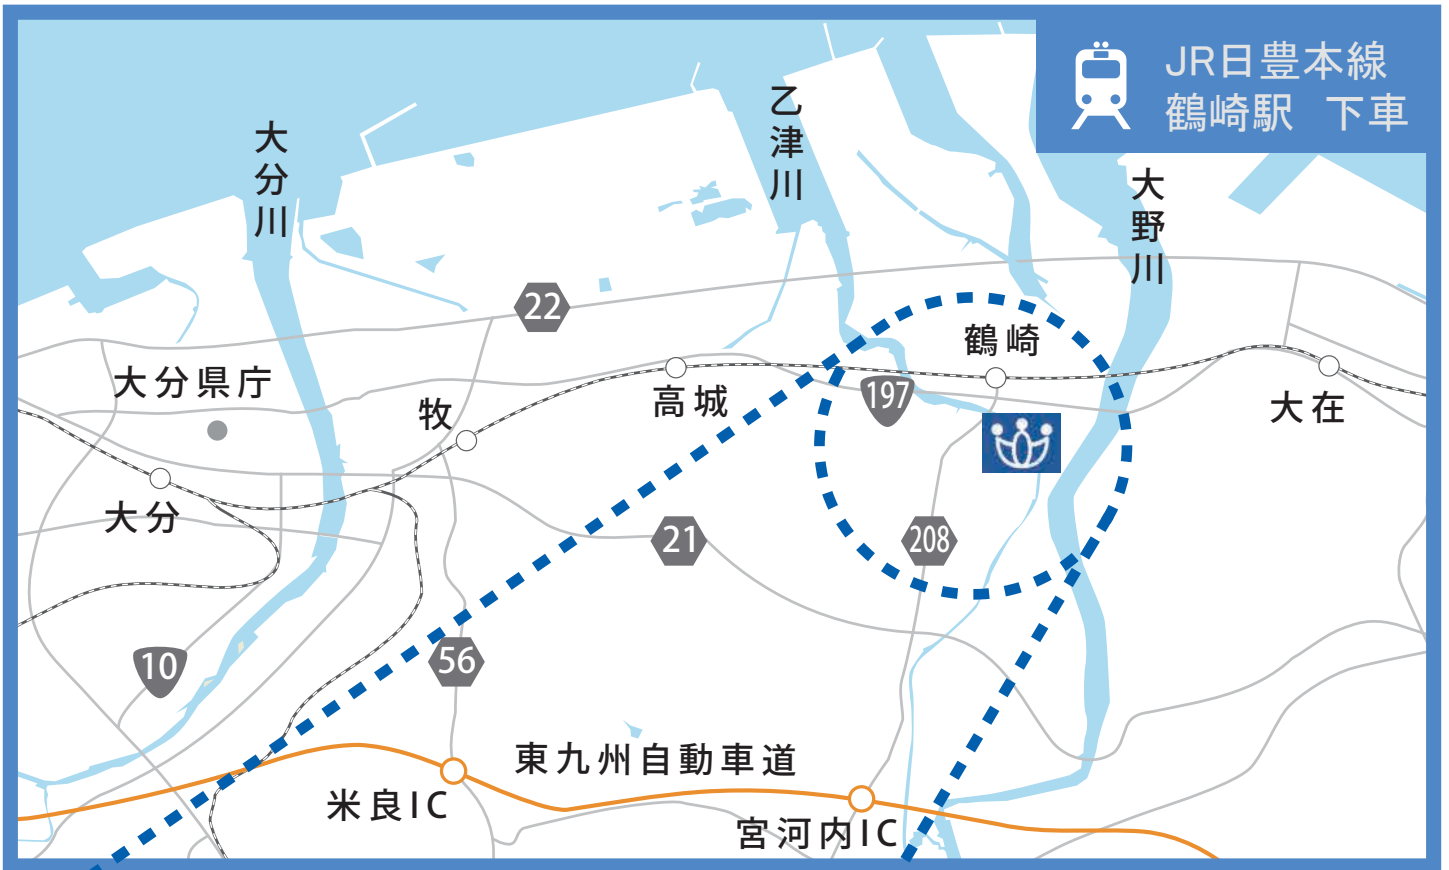 JR日豊本線
鶴崎駅 下車
大分川
乙津川
大野川
22
鶴崎
大分県庁
高城
197
大在
牧
大分
21
208
10
56
東九州自動車道
米良IC
宮河内IC